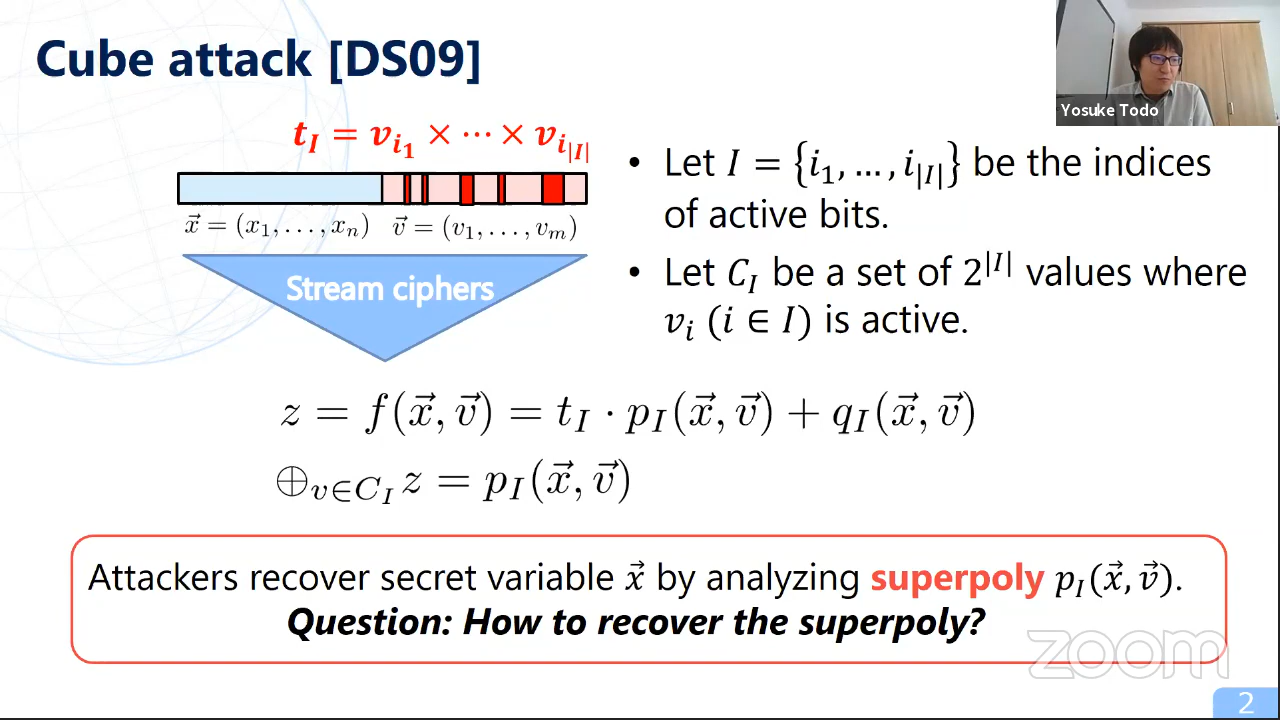 Cube attack [DS09]
Yosuke Todo
t_I = v_{i_1} × ⋯ × v_{i_{|I|}}
x⃗ = (x_1, . . . , x_n) v⃗ = (v_1, . . . , v_m)
Stream ciphers
• Let I = {i_1, … , i_{|I|}} be the indices
of active bits.
• Let C_I be a set of 2^{|I|} values where
v_i (i ∈ I) is active.
z = f(x⃗, v⃗) = t_I · p_I(x⃗, v⃗) + q_I(x⃗, v⃗)
⊕_{v∈C_I} z = p_I(x⃗, v⃗)
Attackers recover secret variable x⃗ by analyzing superpoly p_I(x⃗, v⃗).
Question: How to recover the superpoly?
zoom
2